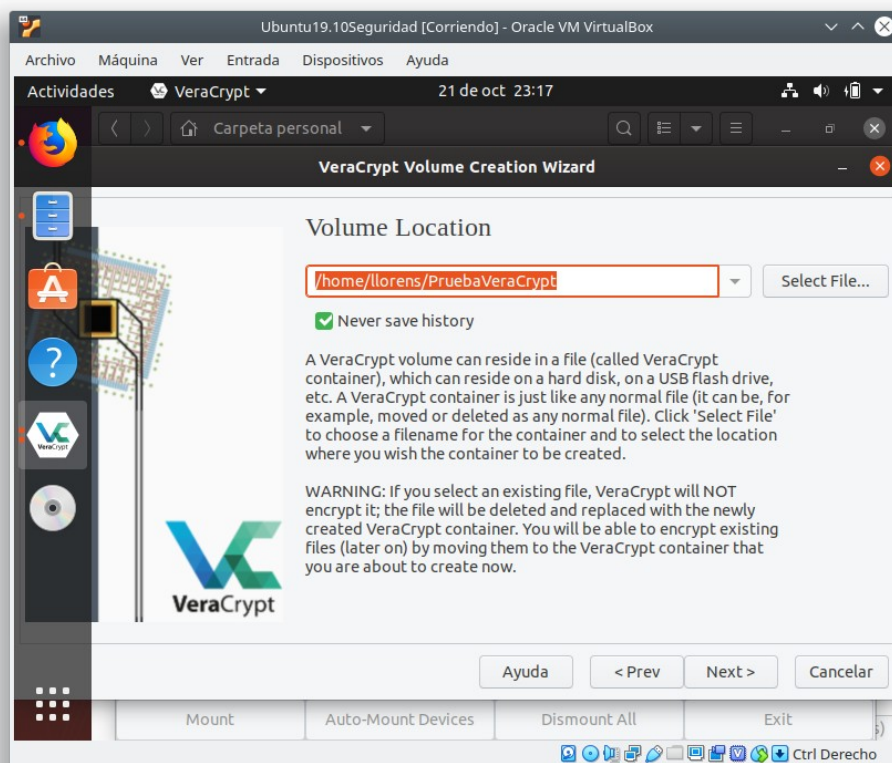 Ubuntu19.10Seguridad [Corriendo] - Oracle VM VirtualBox
Archivo Máquina Ver Entrada Dispositivos Ayuda
Actividades VeraCrypt 21 de oct 23:17
Carpeta personal
VeraCrypt Volume Creation Wizard
Volume Location
/home/llorens/PruebaVeraCrypt
Select File...
Never save history
A VeraCrypt volume can reside in a file (called VeraCrypt
container), which can reside on a hard disk, on a USB flash drive,
etc. A VeraCrypt container is just like any normal file (it can be, for
example, moved or deleted as any normal file). Click 'Select File'
to choose a filename for the container and to select the location
where you wish the container to be created.
WARNING: If you select an existing file, VeraCrypt will NOT
encrypt it; the file will be deleted and replaced with the newly
created VeraCrypt container. You will be able to encrypt existing
files (later on) by moving them to the VeraCrypt container that
you are about to create now.
VeraCrypt
VeraCrypt
Ayuda < Prev Next > Cancelar
Mount Auto-Mount Devices Dismount All Exit
Ctrl Derecho